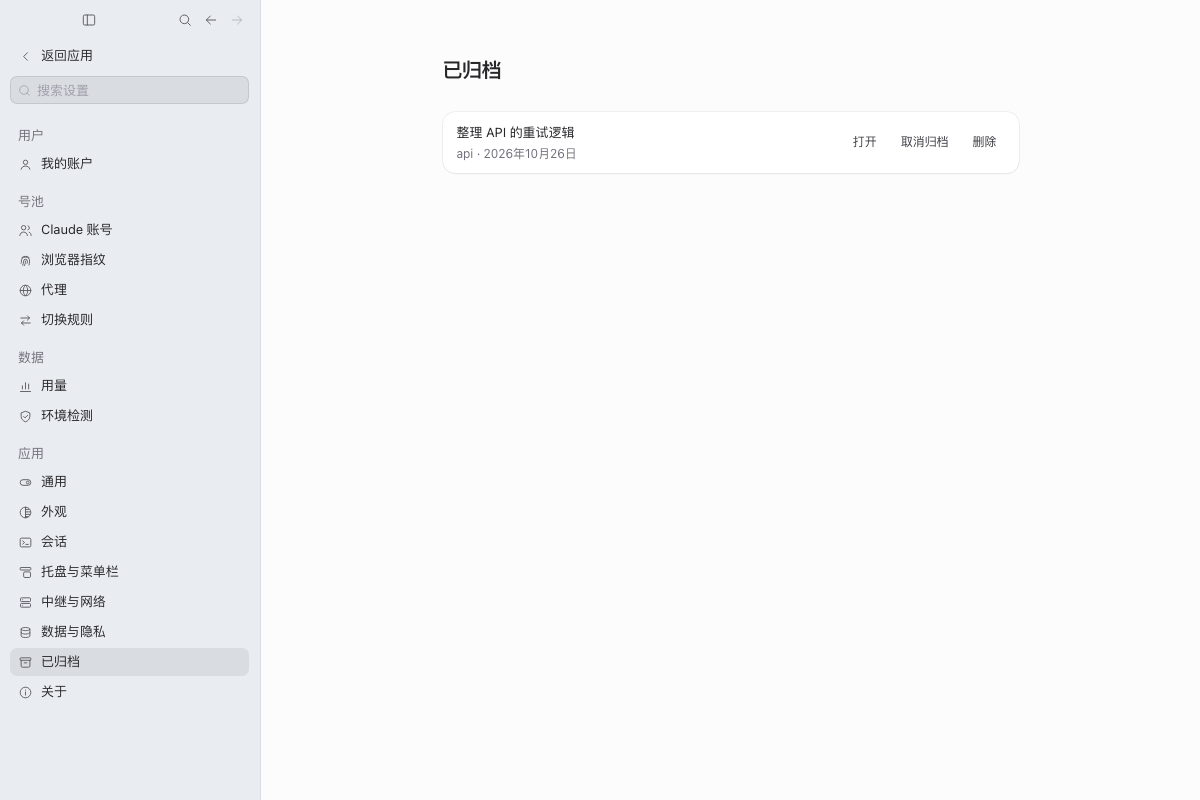 返回应用
搜索设置
用户
我的账户
号池
Claude 账号
浏览器指纹
代理
切换规则
数据
用量
环境检测
应用
通用
外观
会话
托盘与菜单栏
中继与网络
数据与隐私
已归档
关于
已归档
整理 API 的重试逻辑
api · 2026年10月26日
打开 取消归档 删除